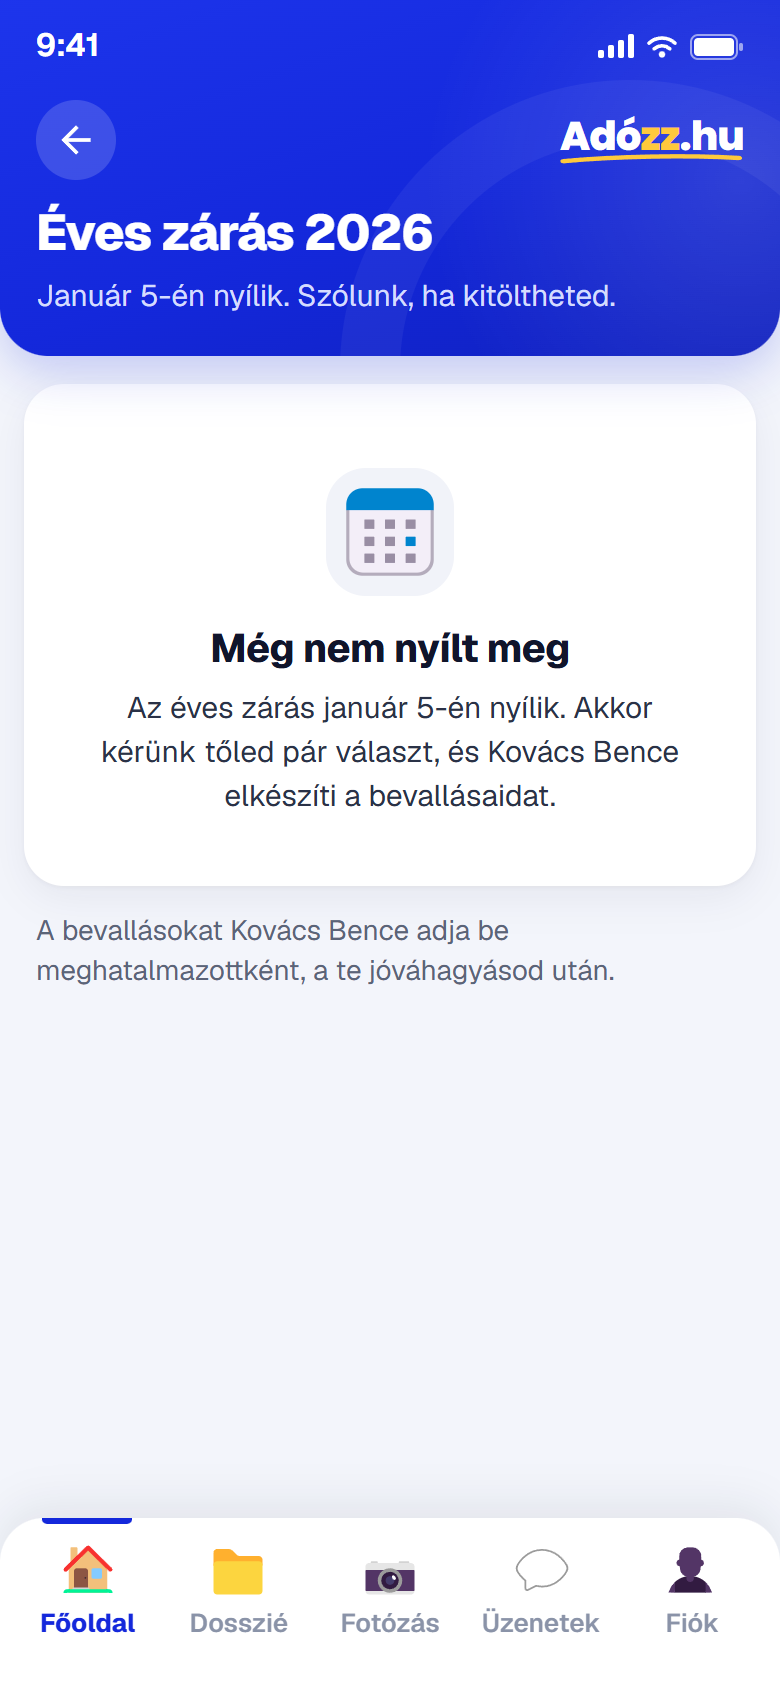 9:41
Adózz.hu
Éves zárás 2026
Január 5-én nyílik. Szólunk, ha kitöltheted.
Még nem nyílt meg
Az éves zárás január 5-én nyílik. Akkor
kérünk tőled pár választ, és Kovács Bence
elkészíti a bevallásaidat.
A bevallásokat Kovács Bence adja be
meghatalmazottként, a te jóváhagyásod után.
Főoldal
Dosszié
Fotózás
Üzenetek
Fiók